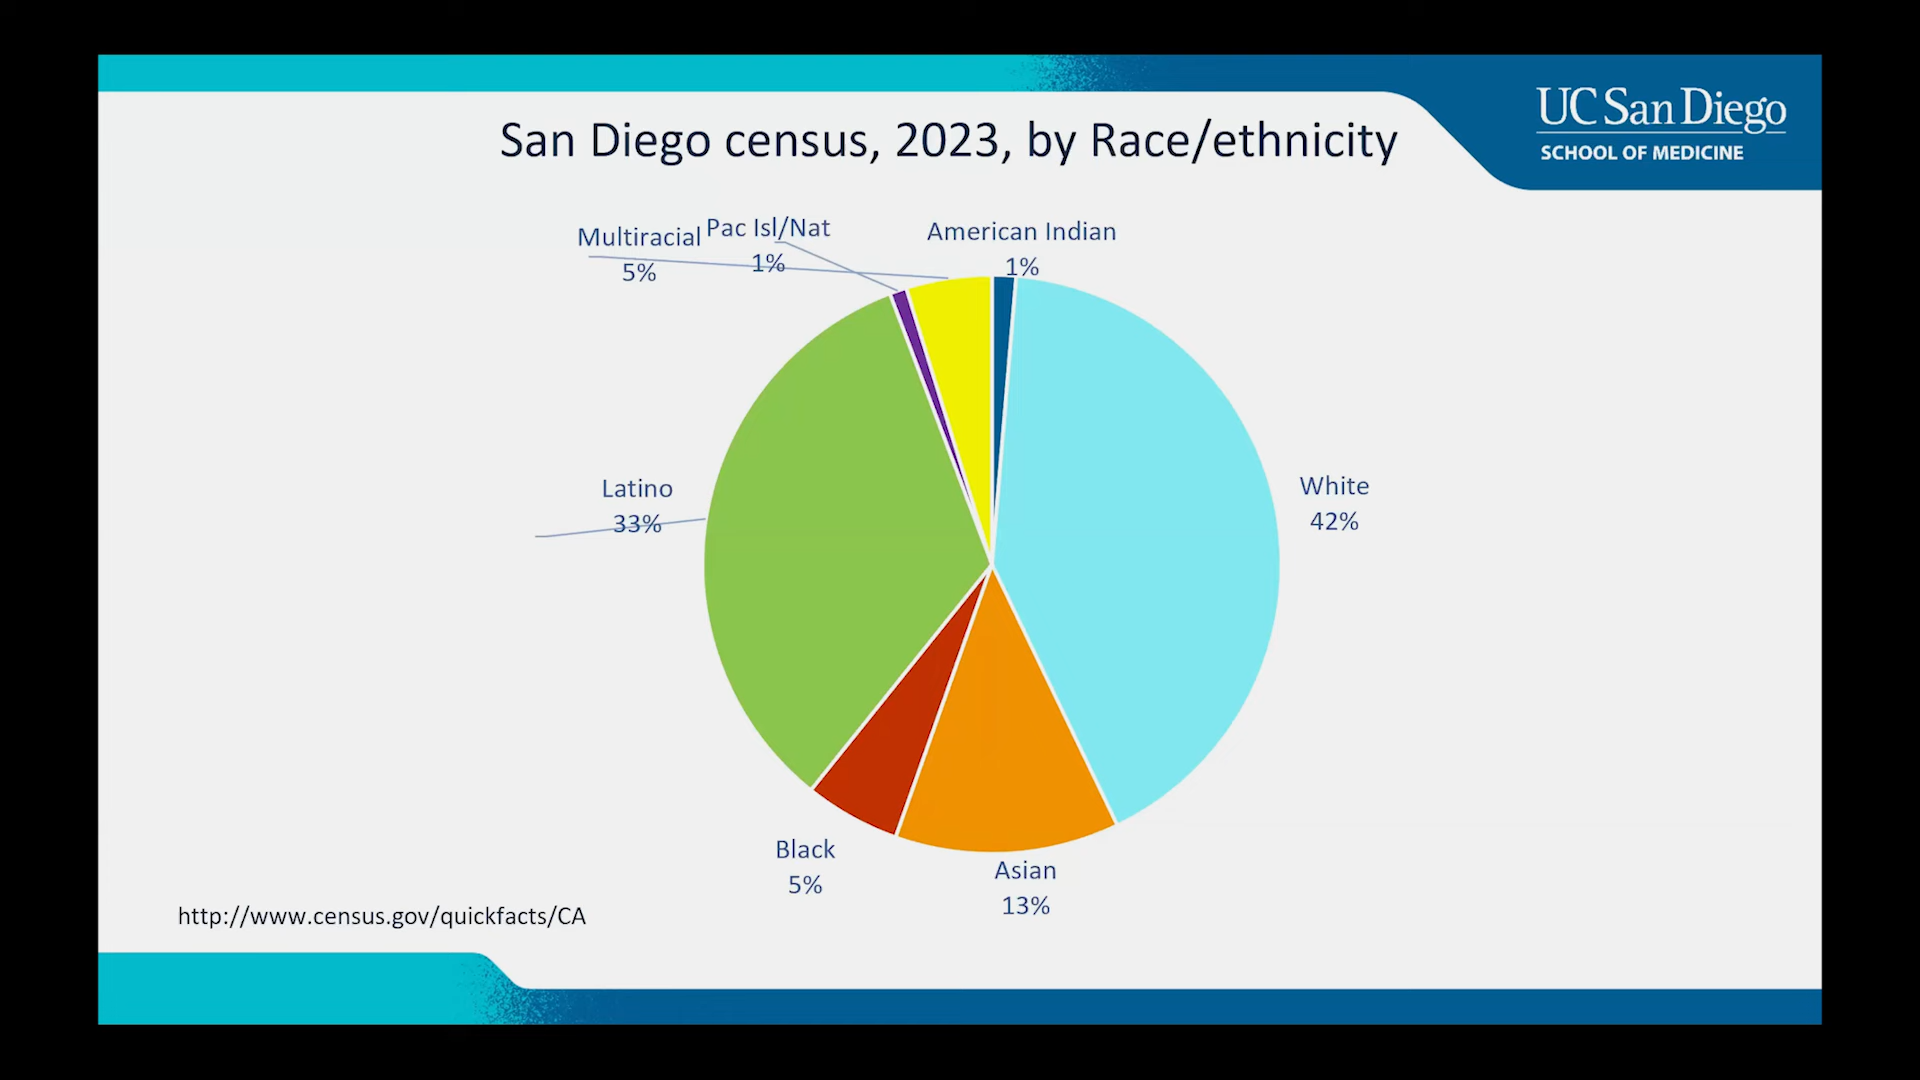 UC San Diego
SCHOOL OF MEDICINE
San Diego census, 2023, by Race/ethnicity
Multiracial
5%
Pac Isl/Nat
1%
American Indian
1%
White
42%
Latino
33%
Black
5%
Asian
13%
http://www.census.gov/quickfacts/CA